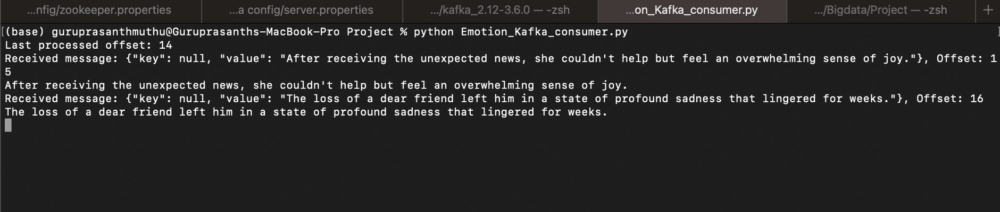 ...nfig/zookeeper.properties ...a config/server.properties .../kafka_2.12-3.6.0 — -zsh ...on_Kafka_consumer.py .../Bigdata/Project — -zsh +
[(base) guruprasanthmuthu@Guruprasanths-MacBook-Pro Project % python Emotion_Kafka_consumer.py ]
Last processed offset: 14
Received message: {"key": null, "value": "After receiving the unexpected news, she couldn't help but feel an overwhelming sense of joy."}, Offset: 1
5
After receiving the unexpected news, she couldn't help but feel an overwhelming sense of joy.
Received message: {"key": null, "value": "The loss of a dear friend left him in a state of profound sadness that lingered for weeks."}, Offset: 16
The loss of a dear friend left him in a state of profound sadness that lingered for weeks.